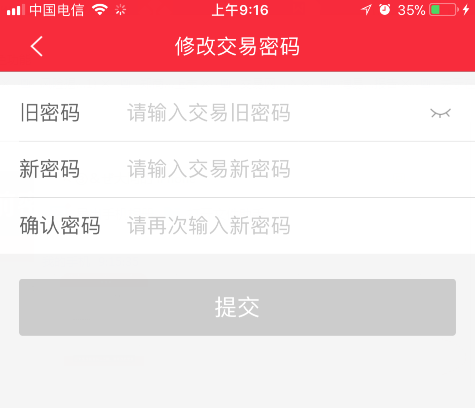 中国电信 上午9:16 35%
修改交易密码
旧密码 请输入交易旧密码
新密码 请输入交易新密码
确认密码 请再次输入新密码
提交